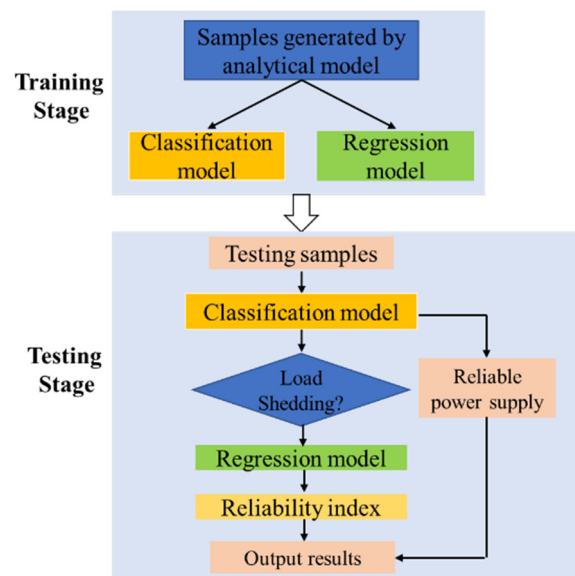 Training
Stage
Samples generated by
analytical model
Classification
model
Regression
model
Testing
Stage
Testing samples
Classification model
Load
Shedding?
Reliable
power supply
Regression model
Reliability index
Output results